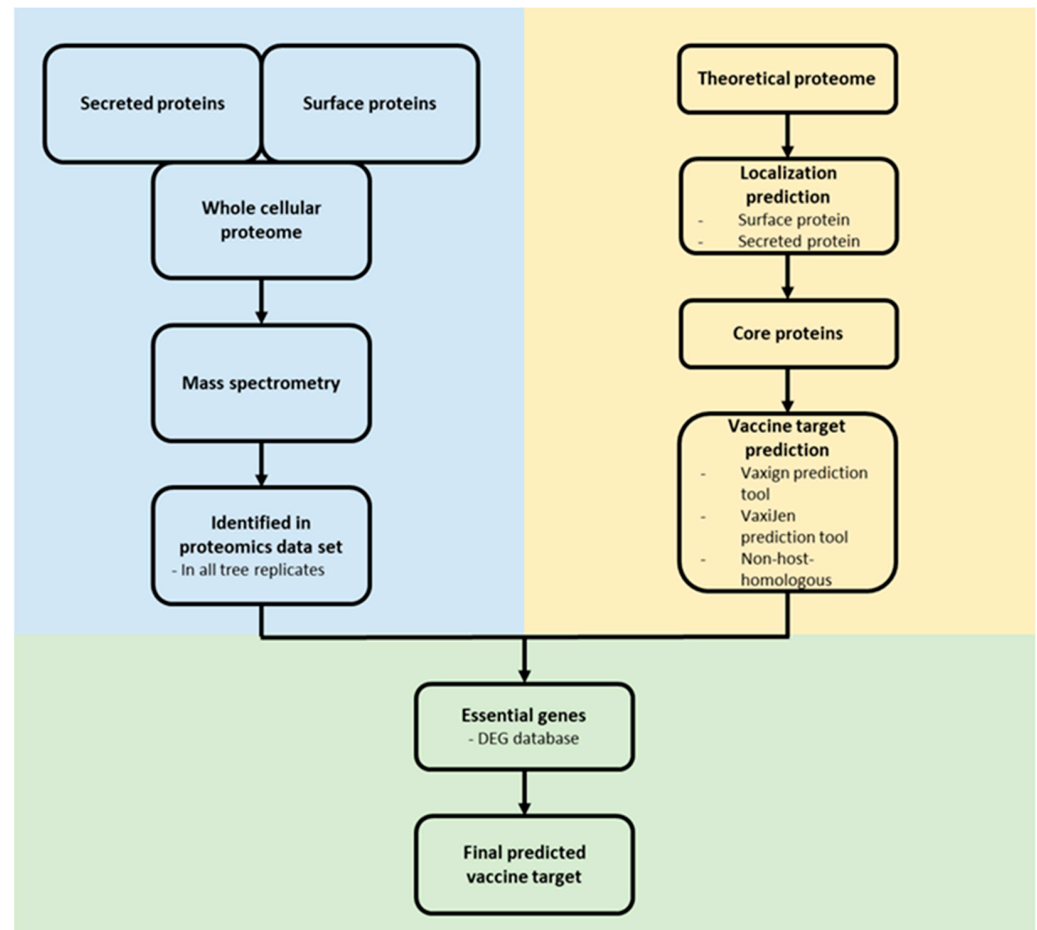 Secreted proteins
Surface proteins
Whole cellular
proteome
Mass spectrometry
Identified in
proteomics data set
- In all tree replicates
Theoretical proteome
Localization
prediction
- Surface protein
- Secreted protein
Core proteins
Vaccine target
prediction
- Vaxign prediction
tool
- VaxiJen
prediction tool
- Non-host-
homologous
Essential genes
- DEG database
Final predicted
vaccine target